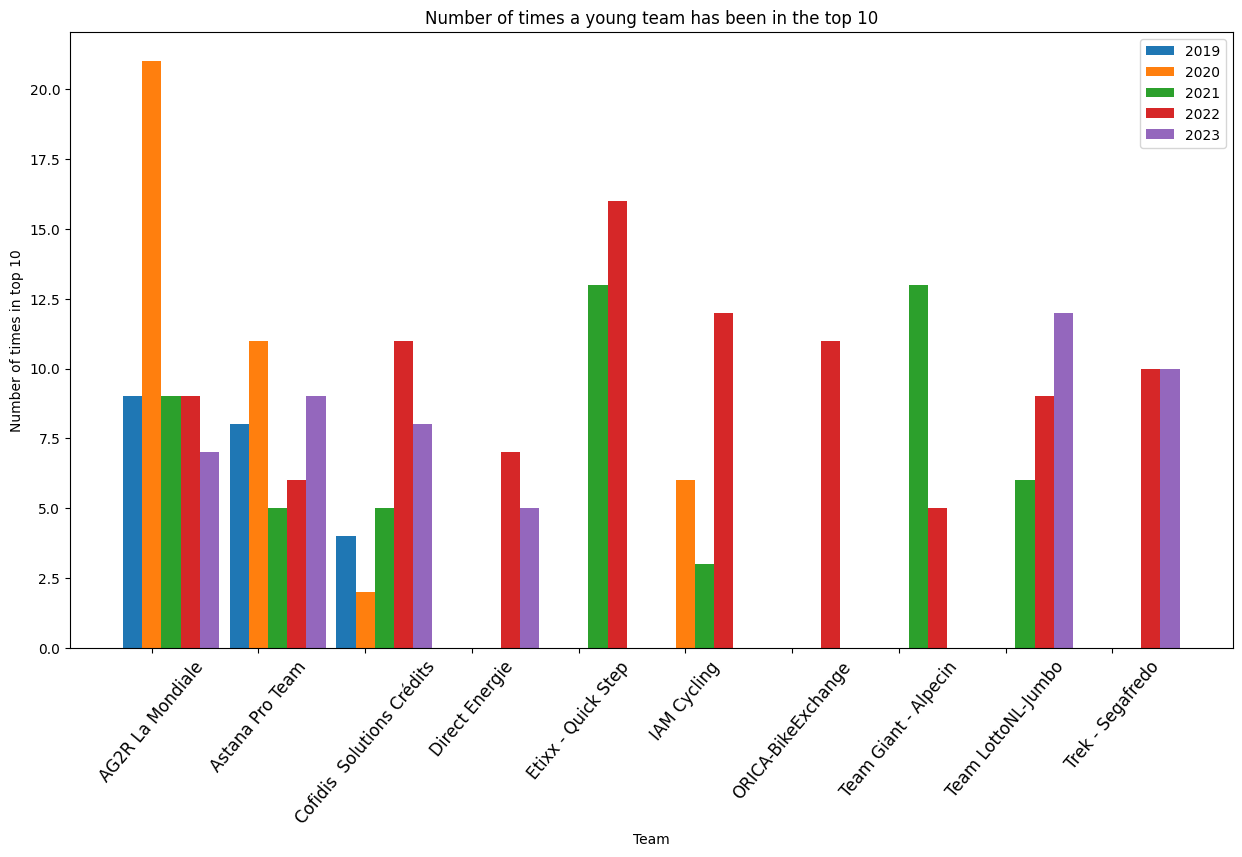 Number of times a young team has been in the top 10
2019
2020
2021
2022
2023
Number of times in top 10
20.0
17.5
15.0
12.5
10.0
7.5
5.0
2.5
0.0
AG2R La Mondiale
Astana Pro Team
Cofidis  Solutions Crédits
Direct Energie
Etixx - Quick Step
IAM Cycling
ORICA-BikeExchange
Team Giant - Alpecin
Team LottoNL-Jumbo
Trek - Segafredo
Team